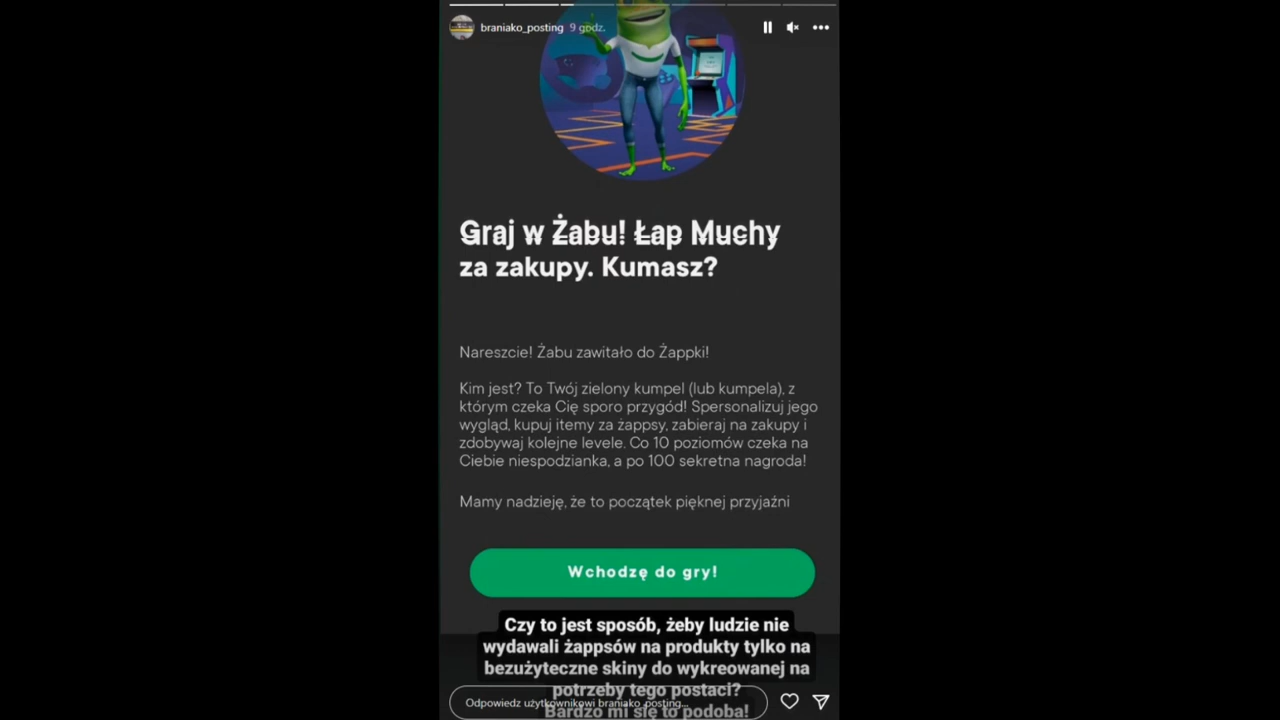 braniako_posting 9 godz.
Graj w Żabu! Łap Muchy
za zakupy. Kumasz?
Nareszcie! Żabu zawitało do Żappki!
Kim jest? To Twój zielony kumpel (lub kumpela), z
którym czeka Cię sporo przygód! Spersonalizuj jego
wygląd, kupuj itemy za żappsy, zabieraj na zakupy i
zdobywaj kolejne levele. Co 10 poziomów czeka na
Ciebie niespodzianka, a po 100 sekretna nagroda!
Mamy nadzieję, że to początek pięknej przyjaźni
Wchodzę do gry!
Czy to jest sposób, żeby ludzie nie
wydawali żappsów na produkty tylko na
bezużyteczne skiny do wykreowanej na
potrzeby tego postaci?
Odpowiedz użytkownikowi braniako_posting...
Bardzo mi się to podoba!